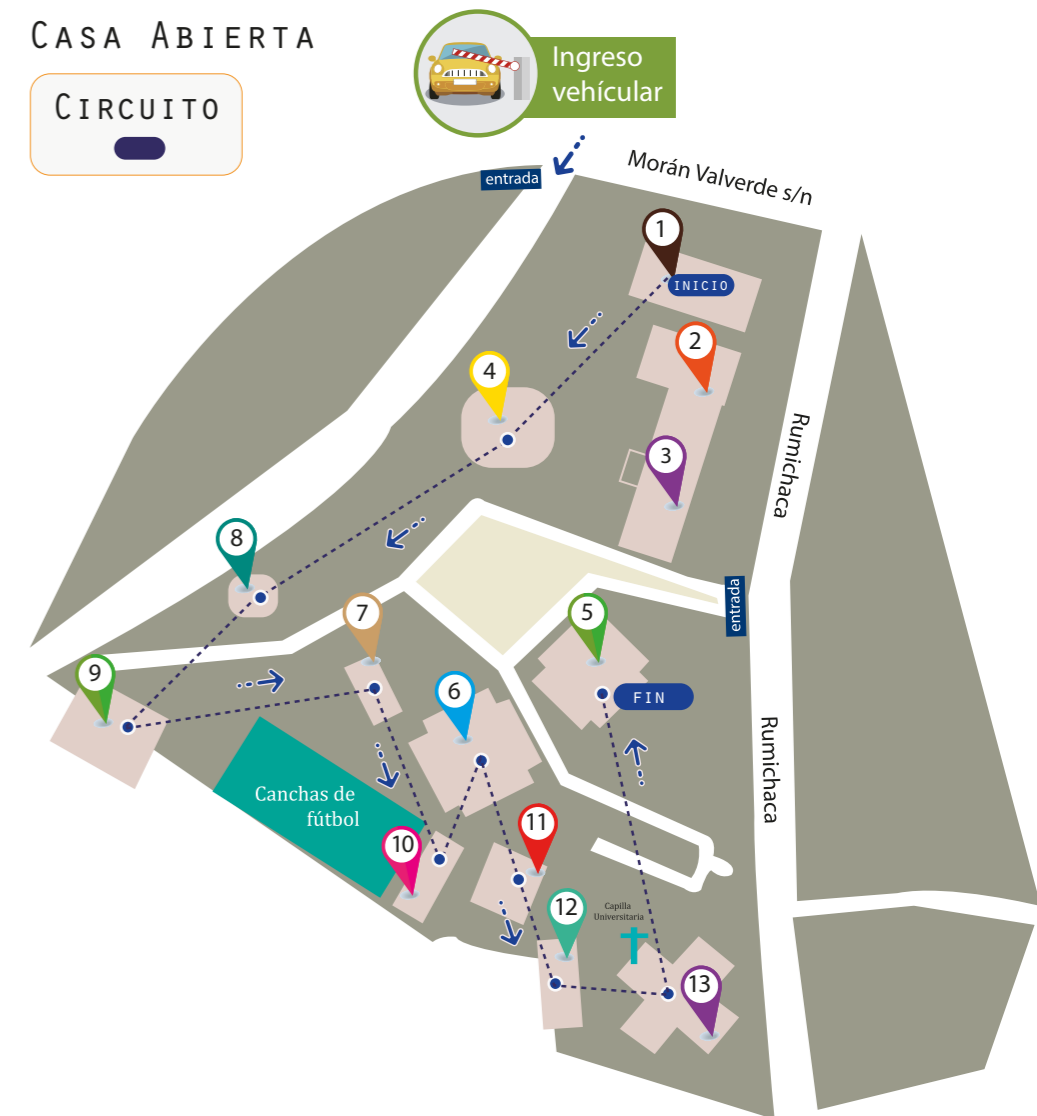 CASA ABIERTA
CIRCUITO
Ingreso
vehícular
entrada
Morán Valverde s/n
1
INICIO
2
4
Rumichaca
3
8
entrada
7
5
9
6
FIN
Rumichaca
Canchas de
fútbol
11
10
12
Capilla
Universitaria
13